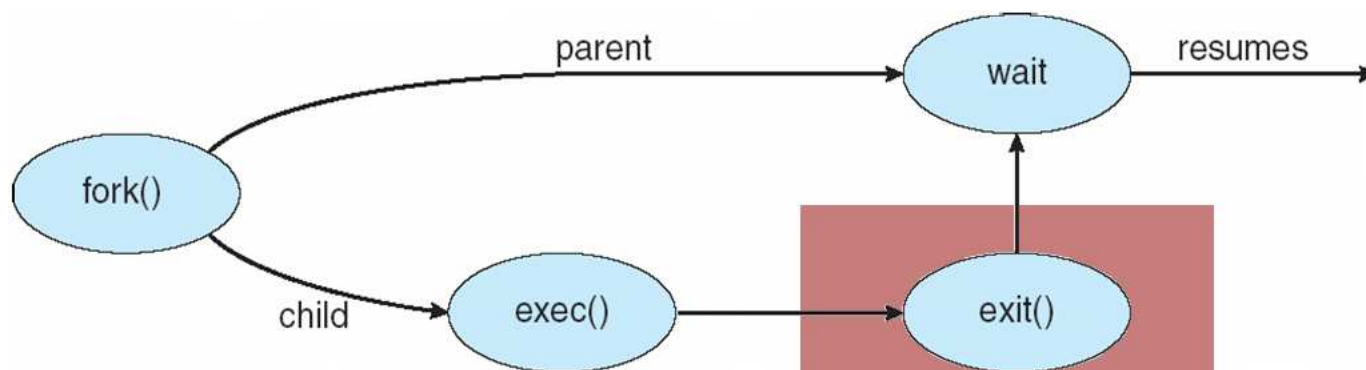 parent
wait
resumes
fork()
child
exec()
exit()